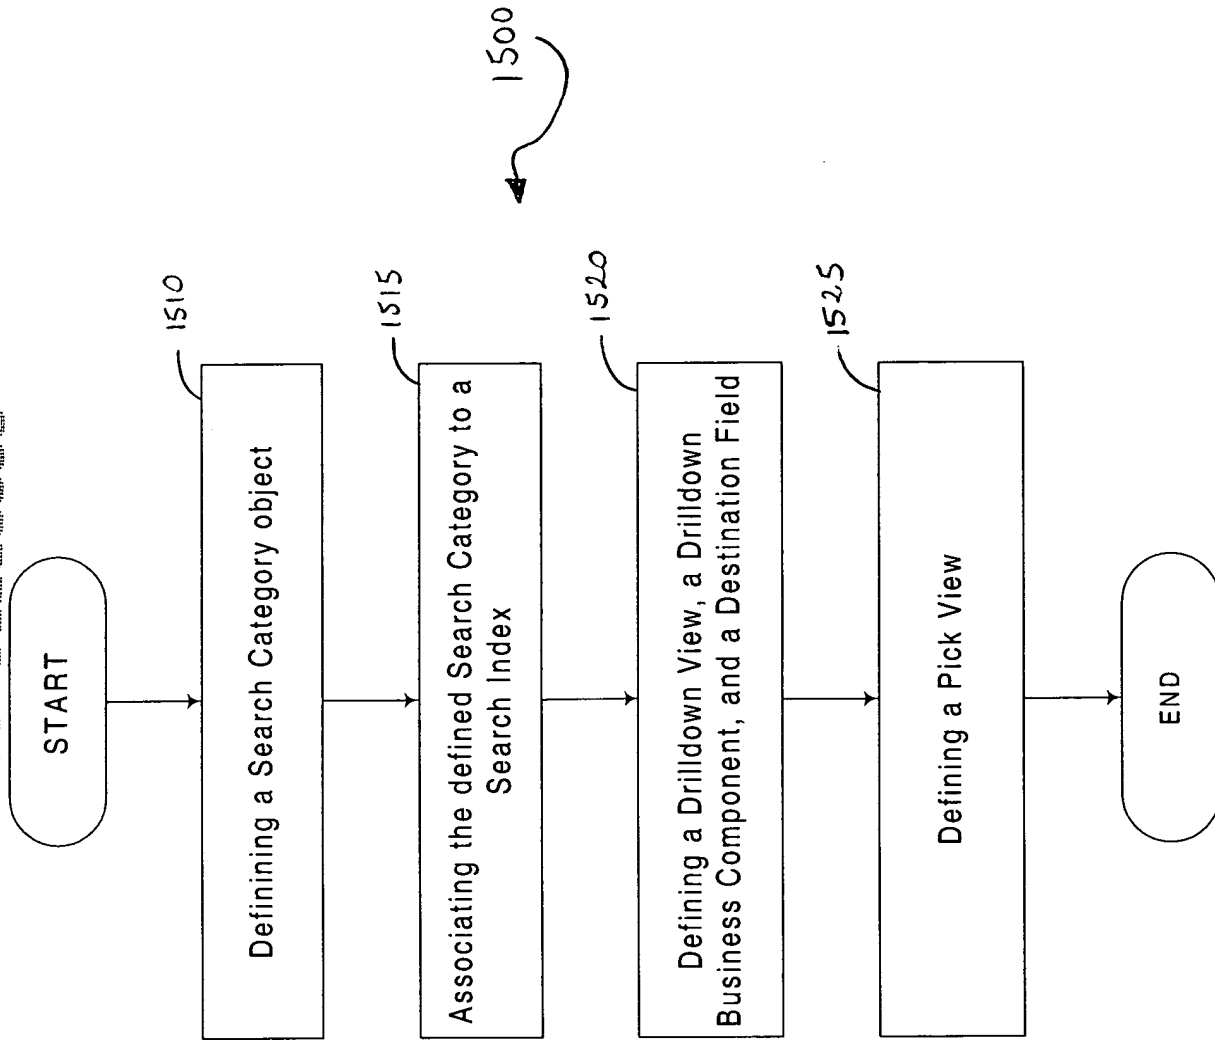 START
1510
Definining a Search Category object
1515
Associating the defined Search Category to a
Search Index
1520
Defining a Drilldown View, a Drilldown
Business Component, and a Destination Field
1525
Defining a Pick View
END
1500